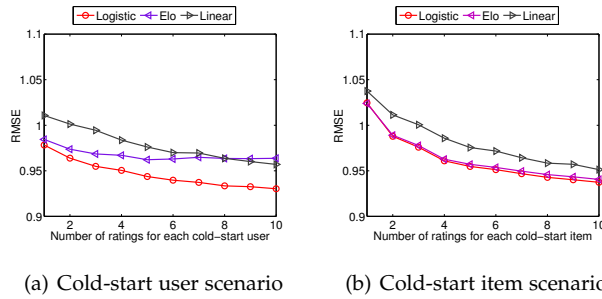 Logistic Elo Linear
1.1
1.05
1
0.95
0.9
RMSE
2 4 6 8 10
Number of ratings for each cold-start user
(a) Cold-start user scenario
Logistic Elo Linear
1.1
1.05
1
0.95
0.9
RMSE
2 4 6 8 10
Number of ratings for each cold-start item
(b) Cold-start item scenario